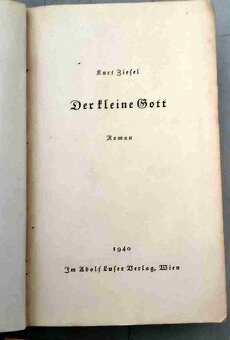 Kurt Ziesel
Der kleine Gott
Roman
1940
Im Adolf Luser Verlag, Wien